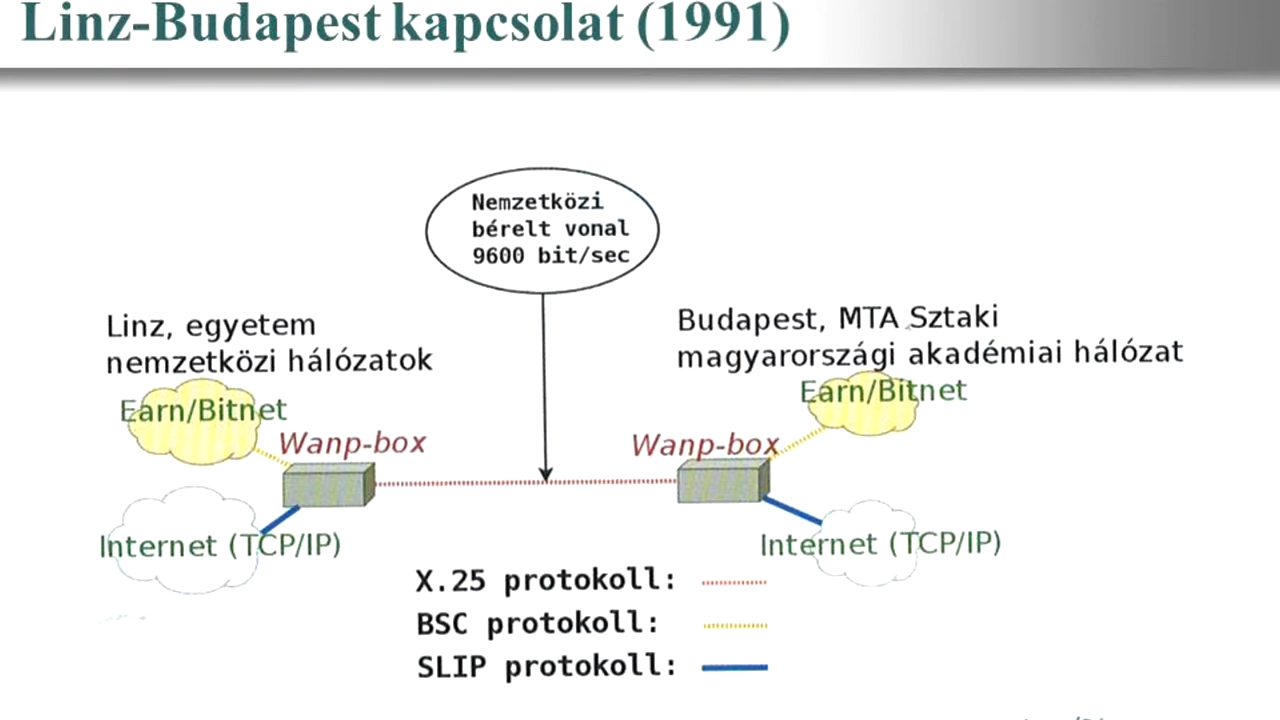 Linz-Budapest kapcsolat (1991)
Nemzetközi
bérelt vonal
9600 bit/sec
Linz, egyetem
nemzetközi hálózatok
Budapest, MTA Sztaki
magyarországi akadémiai hálózat
Earn/Bitnet
Earn/Bitnet
Wanp-box
Wanp-box
Internet (TCP/IP)
Internet (TCP/IP)
X.25 protokoll:
BSC protokoll:
SLIP protokoll: